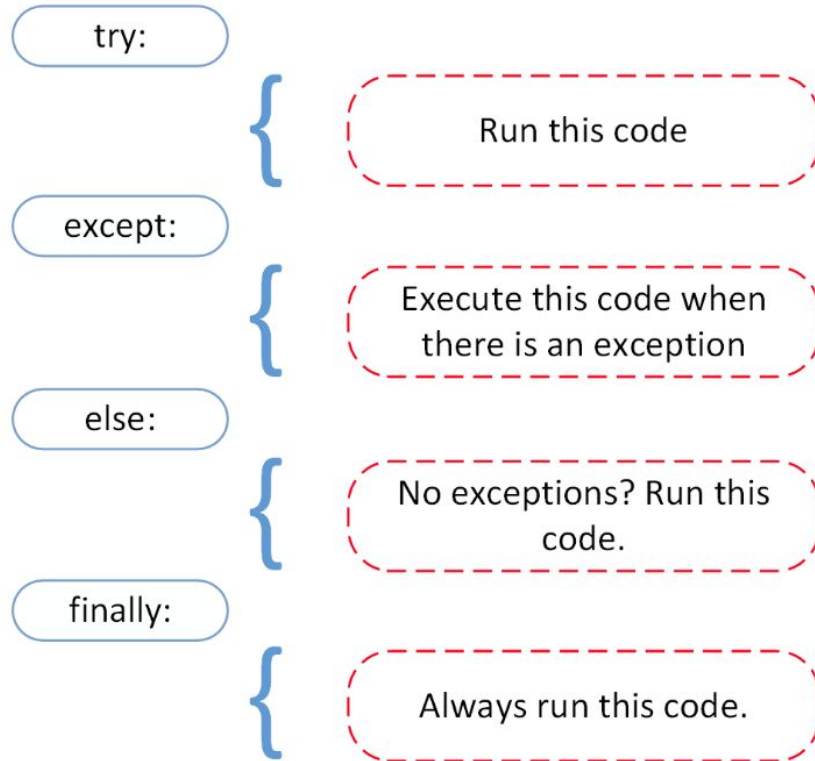 try:
Run this code
except:
Execute this code when
there is an exception
else:
No exceptions? Run this
code.
finally:
Always run this code.